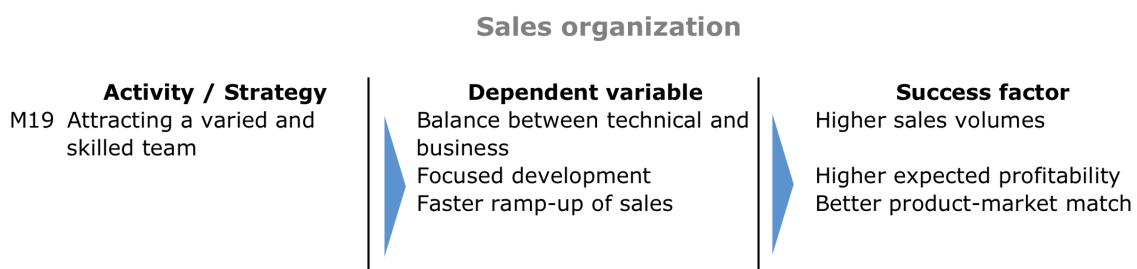 Sales organization
Activity / Strategy
M19 Attracting a varied and
skilled team
Dependent variable
Balance between technical and
business
Focused development
Faster ramp-up of sales
Success factor
Higher sales volumes
Higher expected profitability
Better product-market match